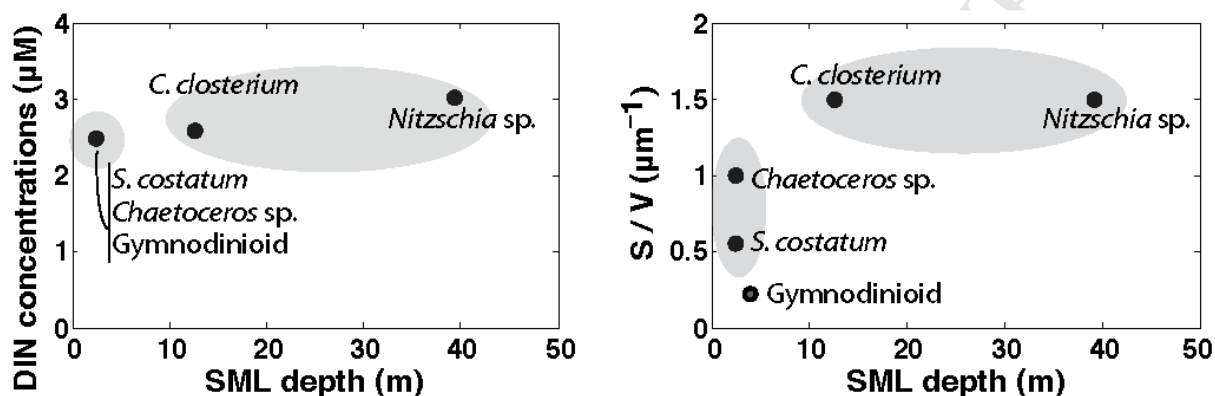 DIN concentrations (µM)
4
3
2
1
0
C. closterium
Nitzschia sp.
S. costatum
Chaetoceros sp.
Gymnodinioid
0 10 20 30 40 50
SML depth (m)
S / V (µm⁻¹)
2
1.5
1
0.5
0
C. closterium
Nitzschia sp.
Chaetoceros sp.
S. costatum
Gymnodinioid
0 10 20 30 40 50
SML depth (m)